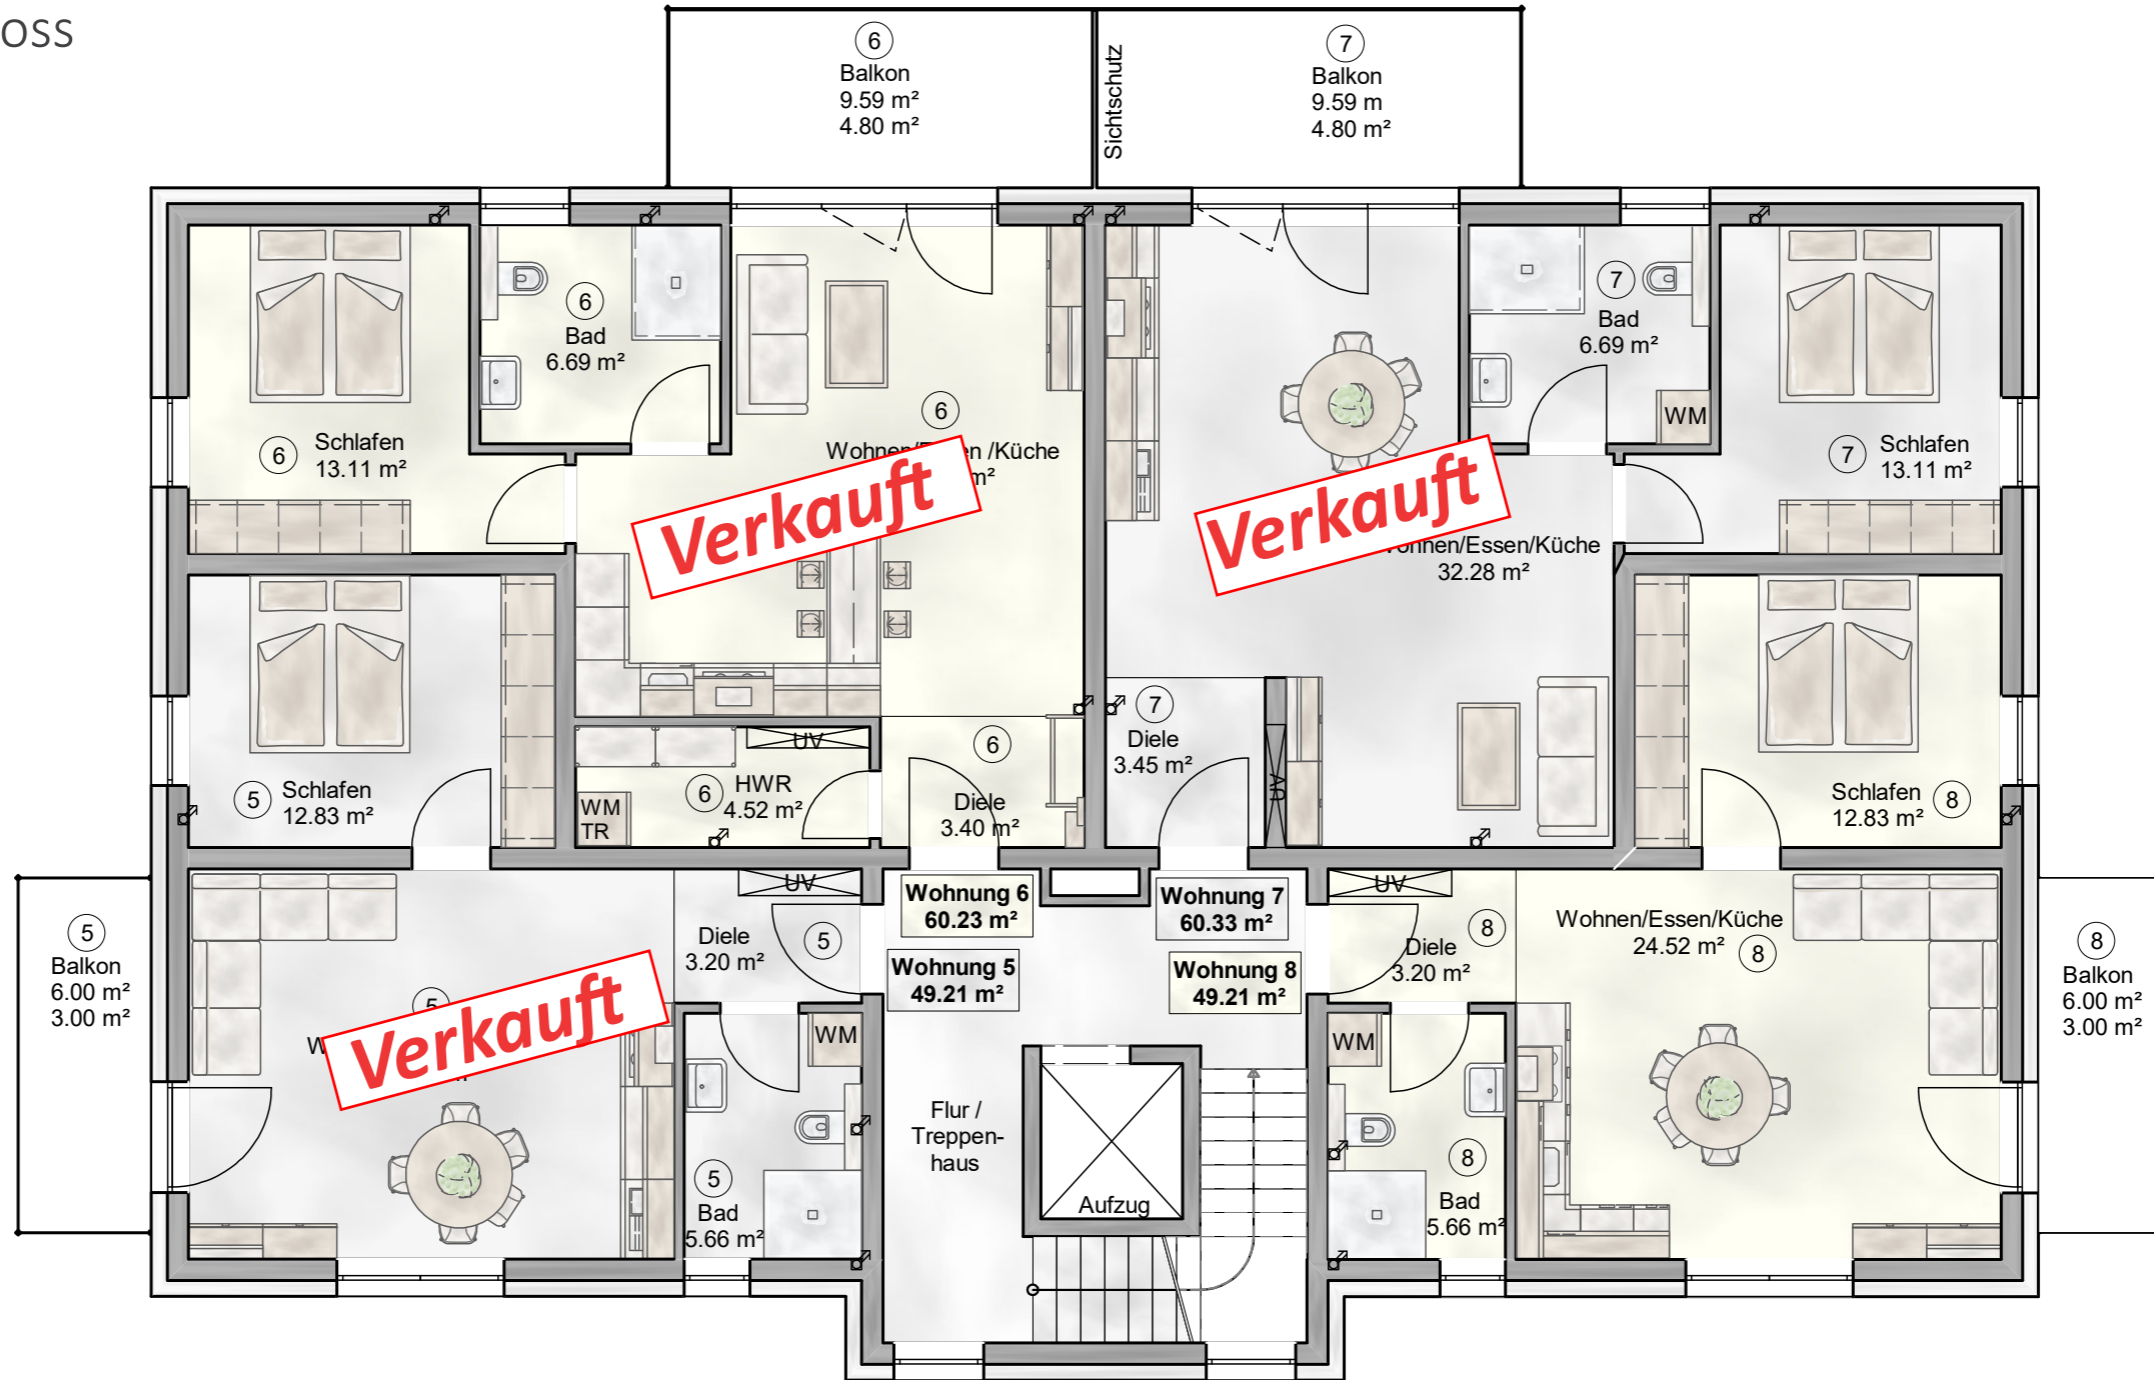 OSS
6
Balkon
9.59 m²
4.80 m²
Sichtschutz
7
Balkon
9.59 m
4.80 m²
6
Bad
6.69 m²
6
Schlafen
13.11 m²
6
/Küche
m²
Verkauft
7
Bad
6.69 m²
WM
7
Schlafen
13.11 m²
Verkauft
Wohnen/Essen/Küche
32.28 m²
5
Schlafen
12.83 m²
UV
6
HWR
4.52 m²
WM
TR
6
Diele
3.40 m²
7
Diele
3.45 m²
AR
Schlafen
12.83 m²
8
5
Balkon
6.00 m²
3.00 m²
5
Verkauft
UV
Diele
3.20 m²
5
Wohnung 6
60.23 m²
Wohnung 7
60.33 m²
Wohnung 5
49.21 m²
Wohnung 8
49.21 m²
UV
8
Diele
3.20 m²
Wohnen/Essen/Küche
24.52 m²
8
8
Balkon
6.00 m²
3.00 m²
WM
5
Bad
5.66 m²
Flur /
Treppen-
haus
Aufzug
WM
8
Bad
5.66 m²